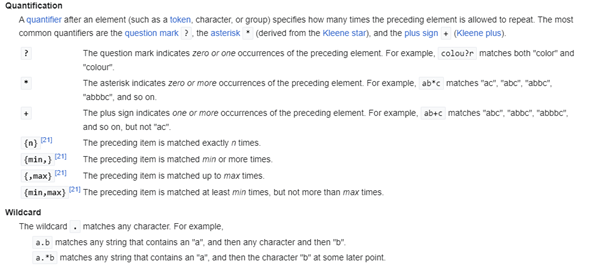 Quantification
A quantifier after an element (such as a token, character, or group) specifies how many times the preceding element is allowed to repeat. The most
common quantifiers are the question mark ?, the asterisk * (derived from the Kleene star), and the plus sign + (Kleene plus).
? The question mark indicates zero or one occurrences of the preceding element. For example, colou?r matches both "color" and
"colour".
* The asterisk indicates zero or more occurrences of the preceding element. For example, ab*c matches "ac", "abc", "abbc",
"abbbc", and so on.
+ The plus sign indicates one or more occurrences of the preceding element. For example, ab+c matches "abc", "abbc", "abbbc",
and so on, but not "ac".
{n} [21] The preceding item is matched exactly n times.
{min,} [21] The preceding item is matched min or more times.
{,max} [21] The preceding item is matched up to max times.
{min,max} [21] The preceding item is matched at least min times, but not more than max times.
Wildcard
The wildcard . matches any character. For example,
a.b matches any string that contains an "a", and then any character and then "b".
a.*b matches any string that contains an "a", and then the character "b" at some later point.